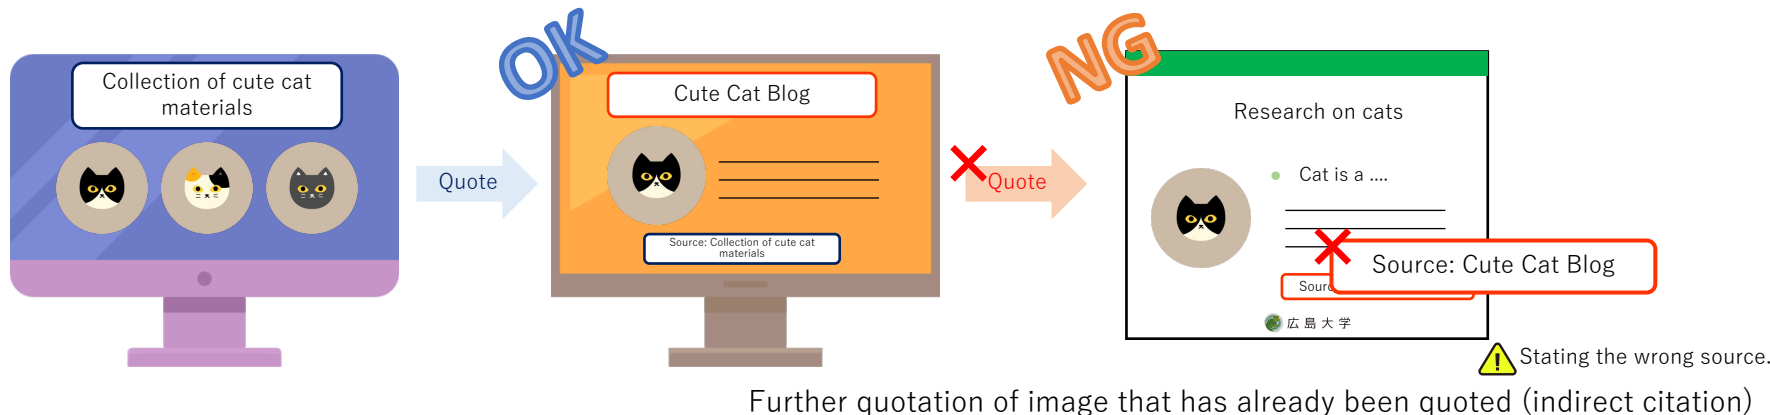 Collection of cute cat
materials
Quote
OK
Cute Cat Blog
Source: Collection of cute cat
materials
Quote
NG
Research on cats
Cat is a ....
Sourc
Source: Cute Cat Blog
広島大学
Stating the wrong source.
Further quotation of image that has already been quoted (indirect citation)